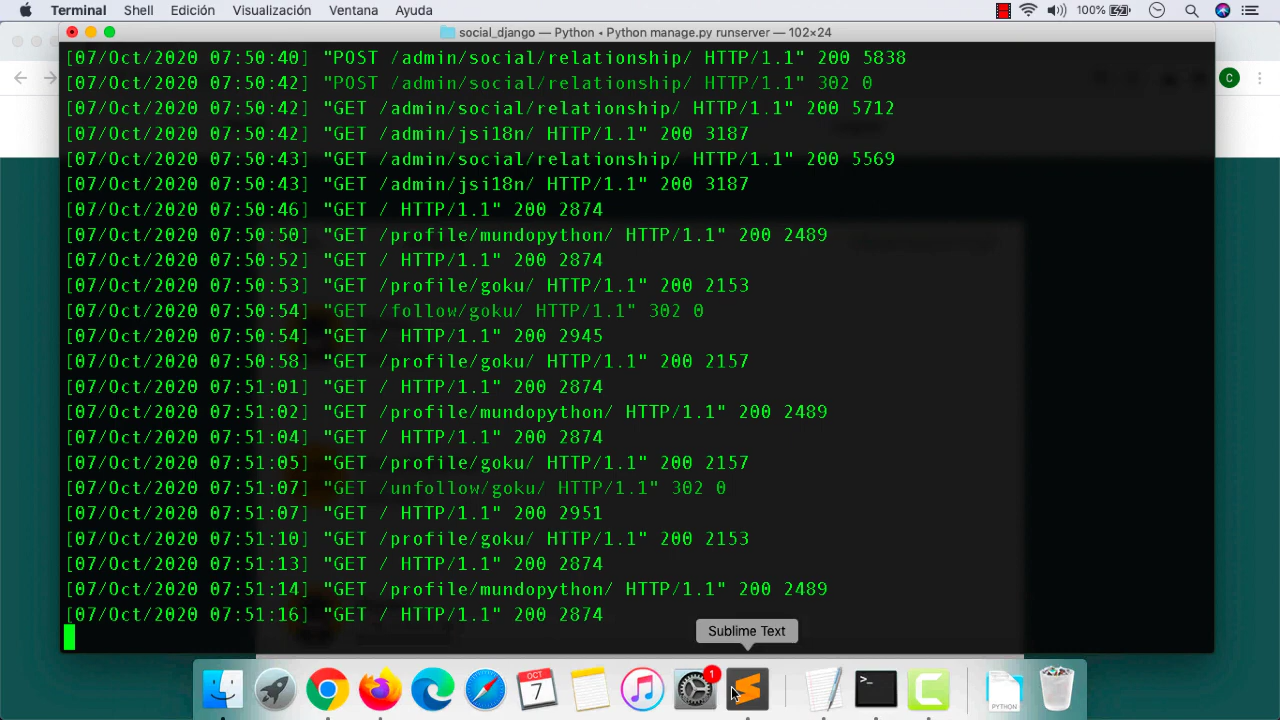 Terminal Shell Edición Visualización Ventana Ayuda 100%
social_django — Python • Python manage.py runserver — 102×24
C
[07/Oct/2020 07:50:40] "POST /admin/social/relationship/ HTTP/1.1" 200 5838
[07/Oct/2020 07:50:42] "POST /admin/social/relationship/ HTTP/1.1" 302 0
[07/Oct/2020 07:50:42] "GET /admin/social/relationship/ HTTP/1.1" 200 5712
[07/Oct/2020 07:50:42] "GET /admin/jsi18n/ HTTP/1.1" 200 3187
[07/Oct/2020 07:50:43] "GET /admin/social/relationship/ HTTP/1.1" 200 5569
[07/Oct/2020 07:50:43] "GET /admin/jsi18n/ HTTP/1.1" 200 3187
[07/Oct/2020 07:50:46] "GET / HTTP/1.1" 200 2874
[07/Oct/2020 07:50:50] "GET /profile/mundopython/ HTTP/1.1" 200 2489
[07/Oct/2020 07:50:52] "GET / HTTP/1.1" 200 2874
[07/Oct/2020 07:50:53] "GET /profile/goku/ HTTP/1.1" 200 2153
[07/Oct/2020 07:50:54] "GET /follow/goku/ HTTP/1.1" 302 0
[07/Oct/2020 07:50:54] "GET / HTTP/1.1" 200 2945
[07/Oct/2020 07:50:58] "GET /profile/goku/ HTTP/1.1" 200 2157
[07/Oct/2020 07:51:01] "GET / HTTP/1.1" 200 2874
[07/Oct/2020 07:51:02] "GET /profile/mundopython/ HTTP/1.1" 200 2489
[07/Oct/2020 07:51:04] "GET / HTTP/1.1" 200 2874
[07/Oct/2020 07:51:05] "GET /profile/goku/ HTTP/1.1" 200 2157
[07/Oct/2020 07:51:07] "GET /unfollow/goku/ HTTP/1.1" 302 0
[07/Oct/2020 07:51:07] "GET / HTTP/1.1" 200 2951
[07/Oct/2020 07:51:10] "GET /profile/goku/ HTTP/1.1" 200 2153
[07/Oct/2020 07:51:13] "GET / HTTP/1.1" 200 2874
[07/Oct/2020 07:51:14] "GET /profile/mundopython/ HTTP/1.1" 200 2489
[07/Oct/2020 07:51:16] "GET / HTTP/1.1" 200 2874
Sublime Text
OCT
7
1
>_
PYTHON